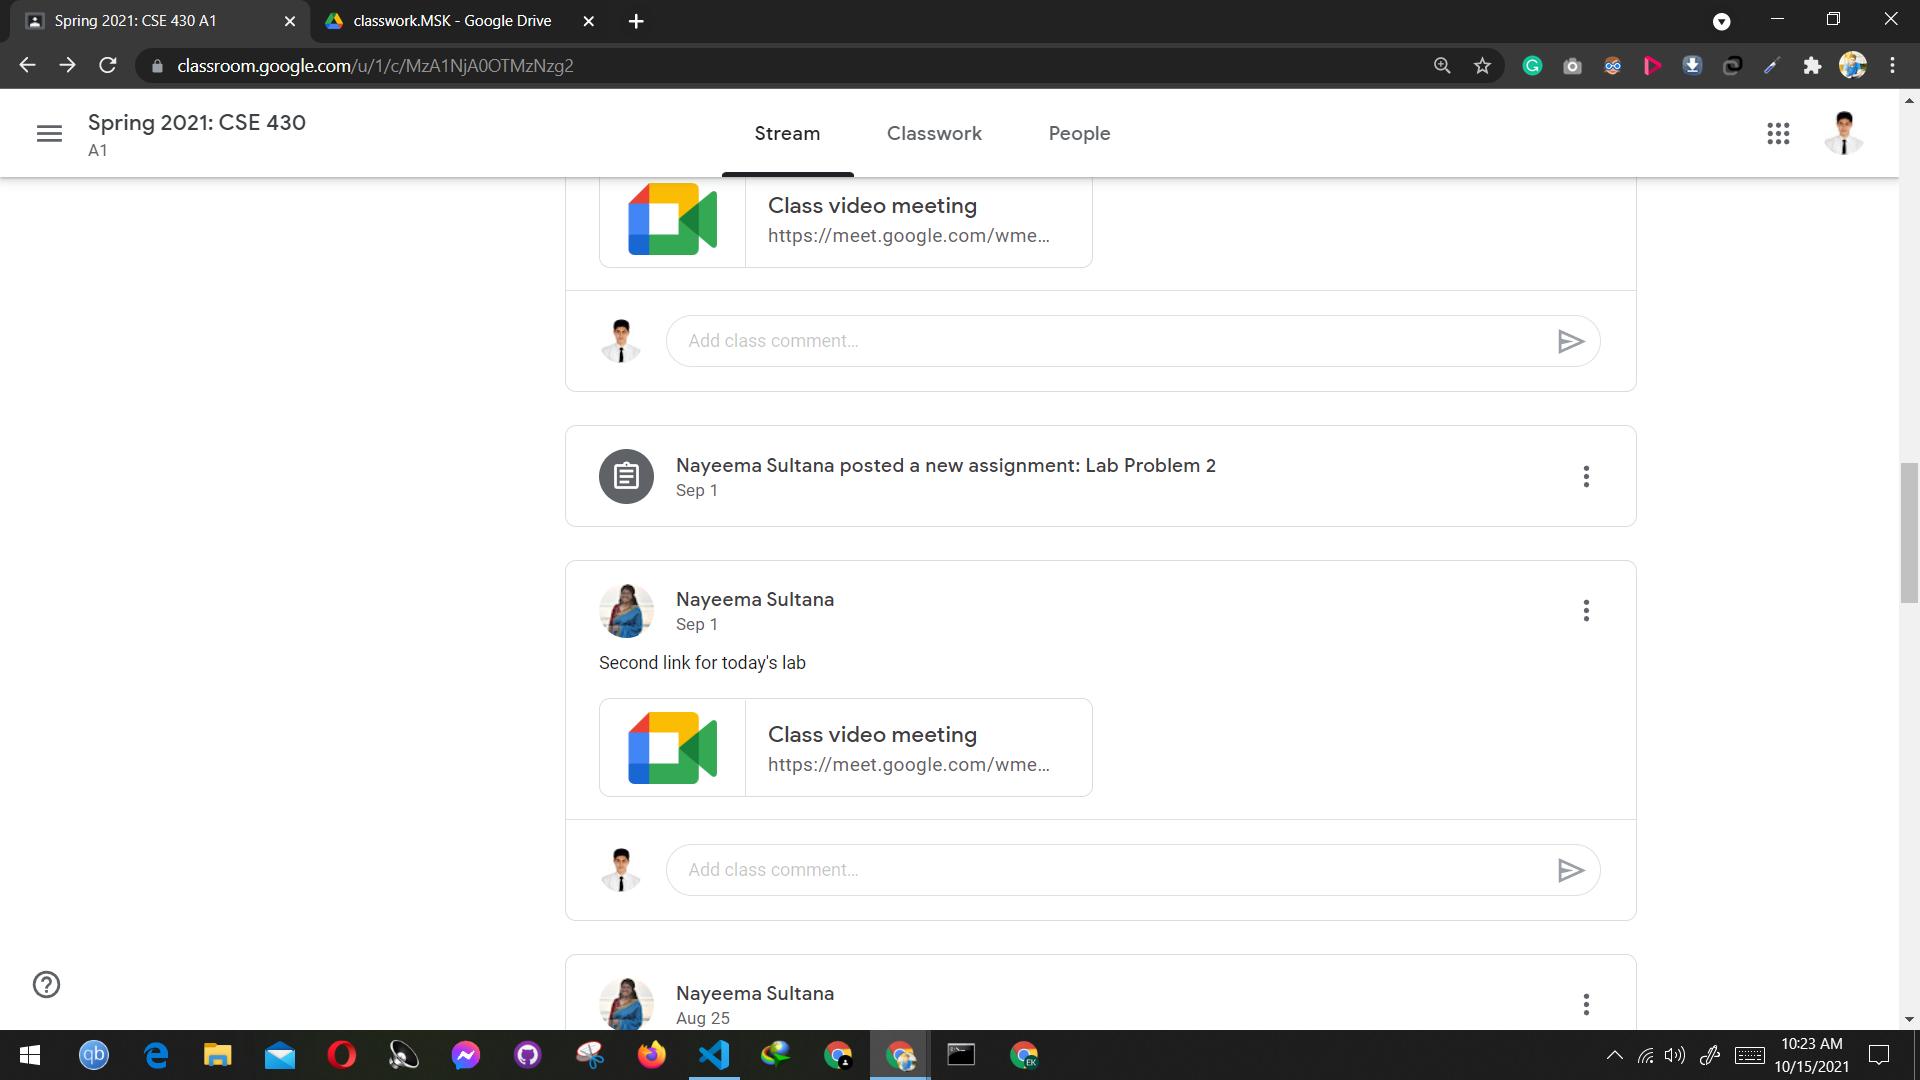 Spring 2021: CSE 430 A1
classwork.MSK - Google Drive
classroom.google.com/u/1/c/MzA1NjA0OTMzNzg2
Spring 2021: CSE 430
A1
Stream
Classwork
People
Class video meeting
https://meet.google.com/wme...
Add class comment...
Nayeema Sultana posted a new assignment: Lab Problem 2
Sep 1
Nayeema Sultana
Sep 1
Second link for today's lab
Class video meeting
https://meet.google.com/wme...
Add class comment...
Nayeema Sultana
Aug 25
qb
EK
10:23 AM
10/15/2021